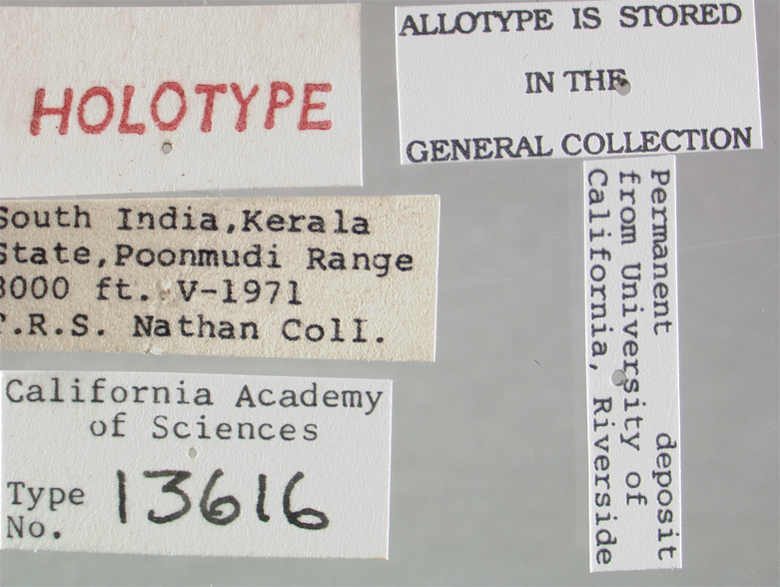 HOLOTYPE
South India,Kerala
State,Poonmudi Range
3000 ft. V-1971
T.R.S. Nathan Coll.
California Academy
of Sciences
Type
No. 13616
ALLOTYPE IS STORED
IN THE
GENERAL COLLECTION
Permanent deposit
from University of
California, Riverside